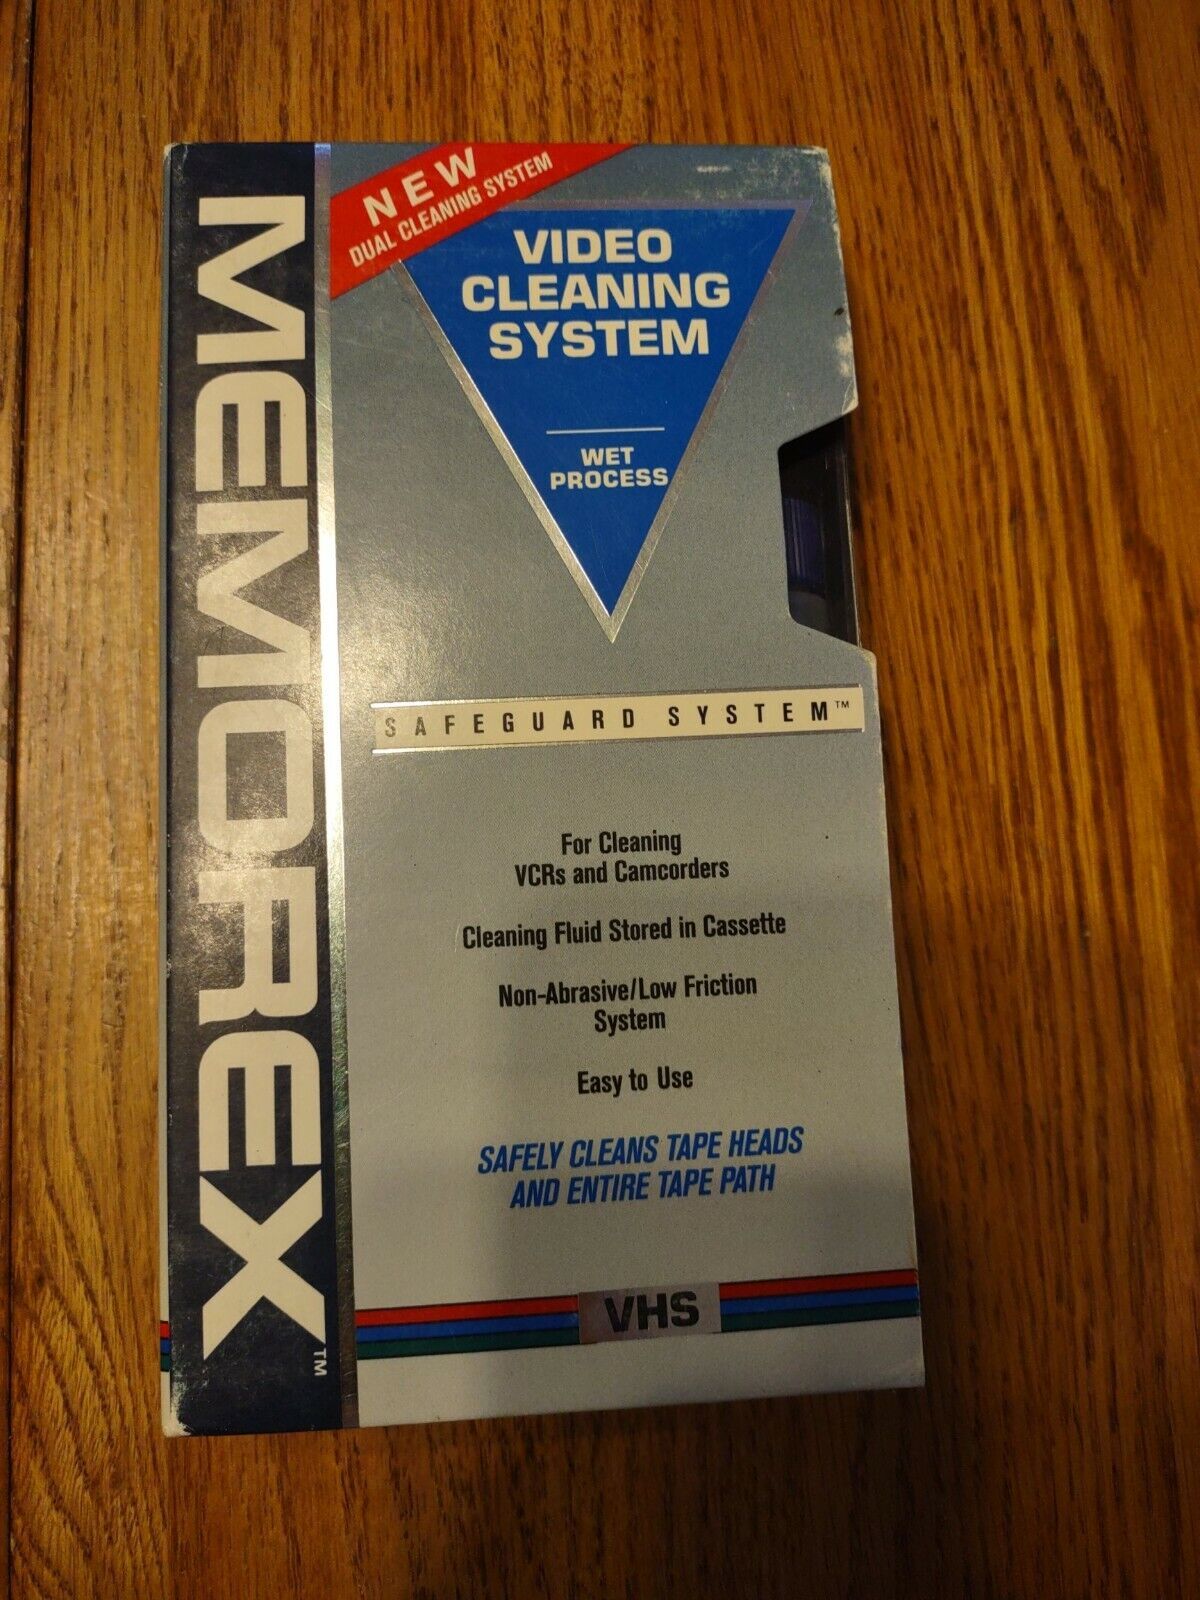 MEMOREX™
NEW
DUAL CLEANING SYSTEM
VIDEO
CLEANING
SYSTEM
WET
PROCESS
SAFEGUARD SYSTEM™
For Cleaning
VCRs and Camcorders
Cleaning Fluid Stored in Cassette
Non-Abrasive/Low Friction
System
Easy to Use
SAFELY CLEANS TAPE HEADS
AND ENTIRE TAPE PATH
VHS